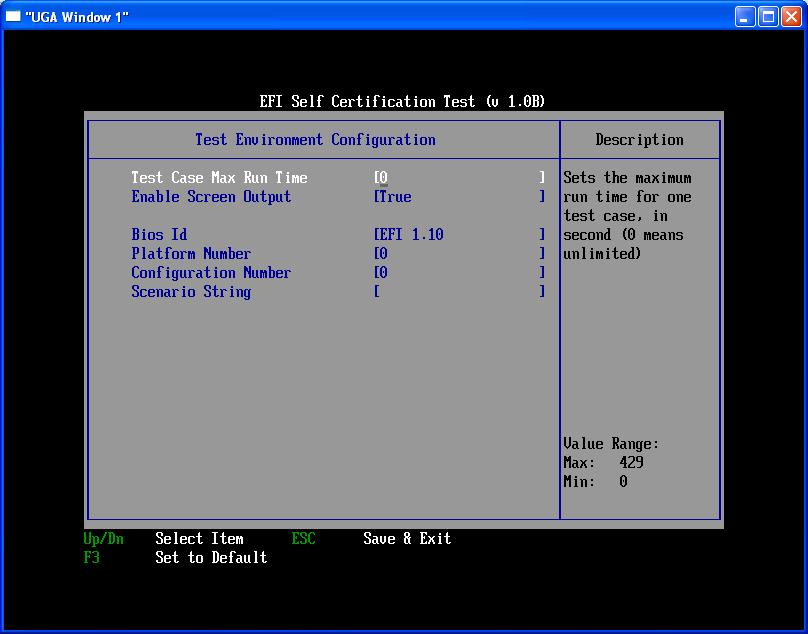 "UGA Window 1"
EFI Self Certification Test (v 1.0B)
Test Environment Configuration
Description
Test Case Max Run Time [0 ]
Enable Screen Output [True ]
Bios Id [EFI 1.10 ]
Platform Number [0 ]
Configuration Number [0 ]
Scenario String [ ]
Sets the maximum
run time for one
test case, in
second (0 means
unlimited)
Value Range:
Max: 429
Min: 0
Up/Dn Select Item ESC Save & Exit
F3 Set to Default